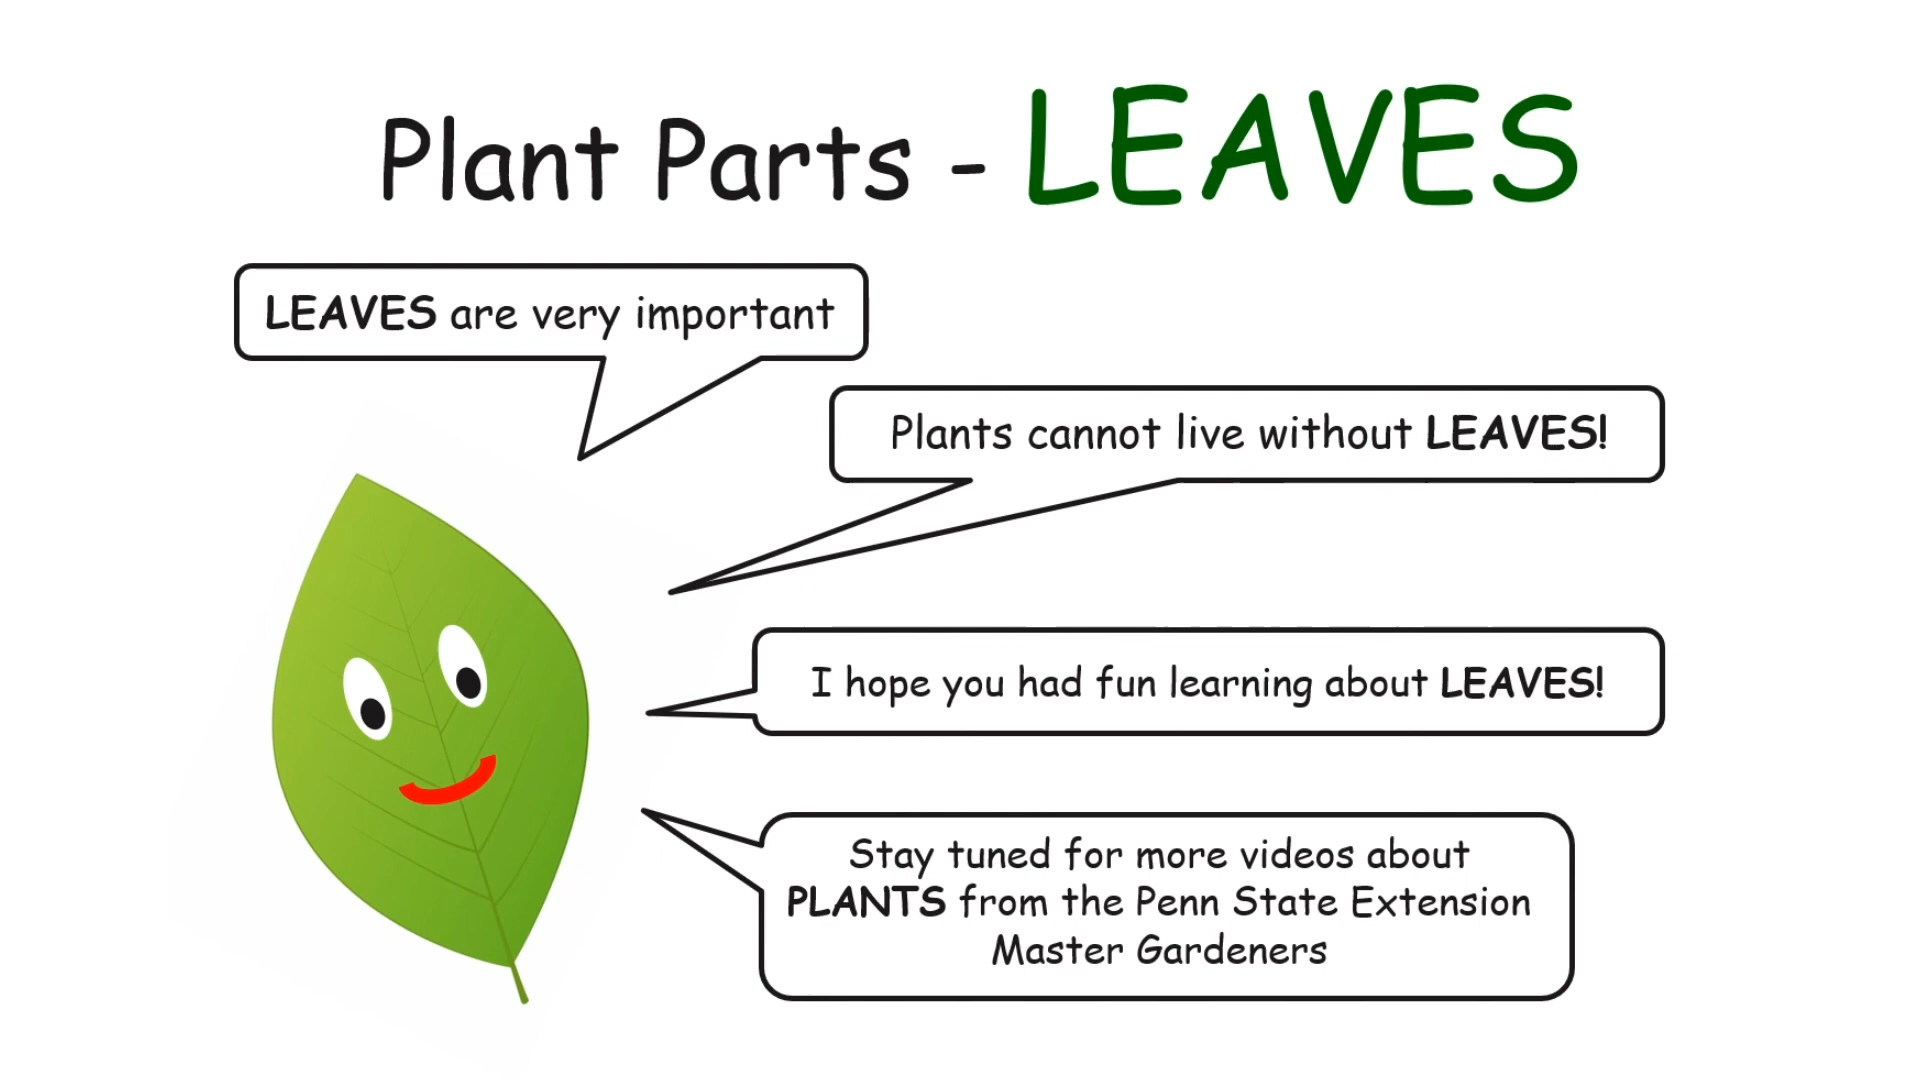 Plant Parts - LEAVES
LEAVES are very important
Plants cannot live without LEAVES!
I hope you had fun learning about LEAVES!
Stay tuned for more videos about
PLANTS from the Penn State Extension
Master Gardeners